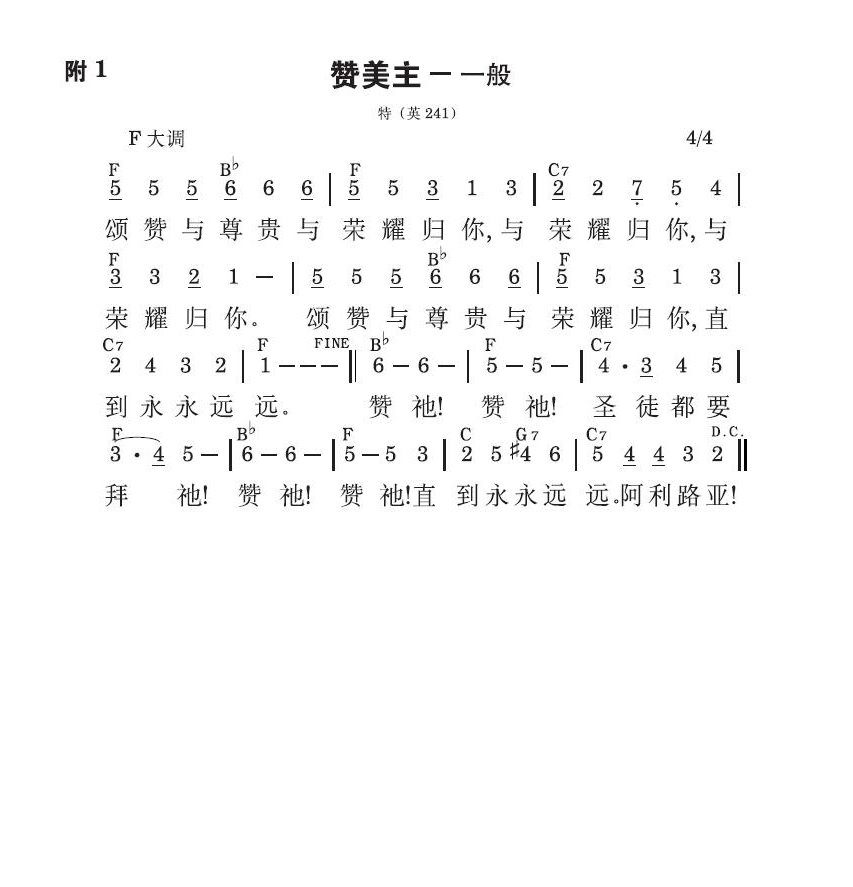 附 1
赞美主 － 一般
特（英 241）
F 大调 4/4
F B♭ F C7
5 5 5 6 6 6 | 5 5 3 1 3 | 2 2 7 5 4 |
颂 赞 与 尊 贵 与 荣 耀 归 你, 与 荣 耀 归 你, 与
F B♭ F
3 3 2 1 － | 5 5 5 6 6 6 | 5 5 3 1 3 |
荣 耀 归 你。 颂 赞 与 尊 贵 与 荣 耀 归 你, 直
C7 F FINE B♭ F C7
2 4 3 2 | 1 － － － ‖ 6 － 6 － | 5 － 5 － | 4 · 3 4 5 |
到 永 永 远 远。 赞 祂! 赞 祂! 圣 徒 都 要
F B♭ F C G7 C7 D.C.
3 · 4 5 － | 6 － 6 － | 5 － 5 3 | 2 5 ♯4 6 | 5 4 4 3 2 ‖
拜 祂! 赞 祂! 赞 祂! 直 到 永 永 远 远。阿 利 路 亚!